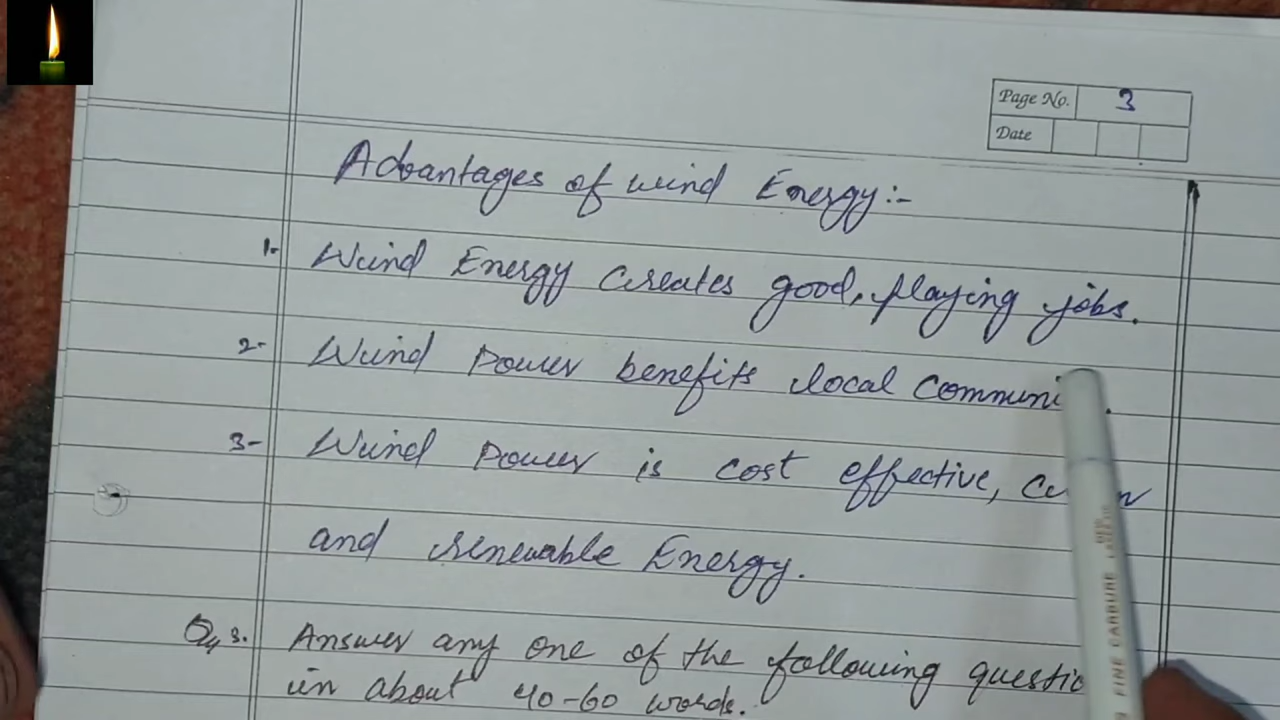 Page No. 3
Date
Advantages of wind Energy:-
1- Wind Energy creates good, playing jobs.
2- Wind Power benefits local
3- Wind Power is cost effective,
and renewable Energy.
Q. 3. Answer any one of the following
in about 40-60 words.
FINE CARBURE